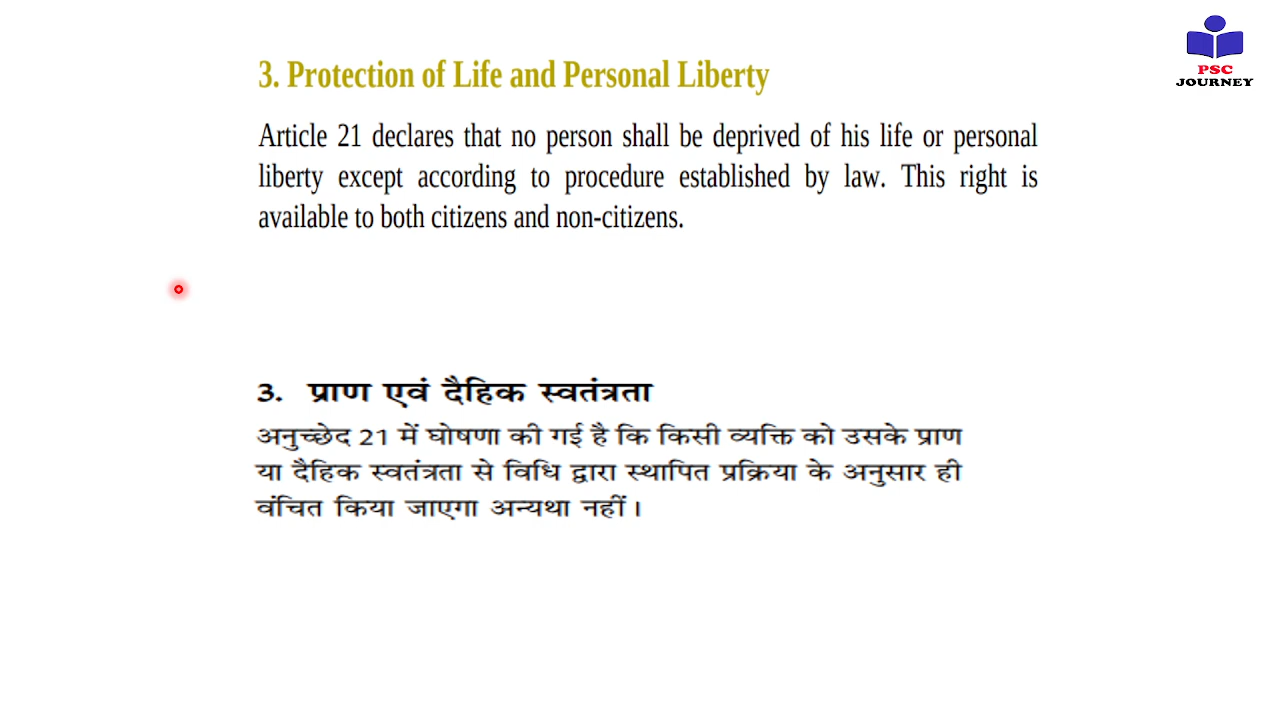 PSC
JOURNEY
3. Protection of Life and Personal Liberty
Article 21 declares that no person shall be deprived of his life or personal
liberty except according to procedure established by law. This right is
available to both citizens and non-citizens.
3. प्राण एवं दैहिक स्वतंत्रता
अनुच्छेद 21 में घोषणा की गई है कि किसी व्यक्ति को उसके प्राण
या दैहिक स्वतंत्रता से विधि द्वारा स्थापित प्रक्रिया के अनुसार ही
वंचित किया जाएगा अन्यथा नहीं।